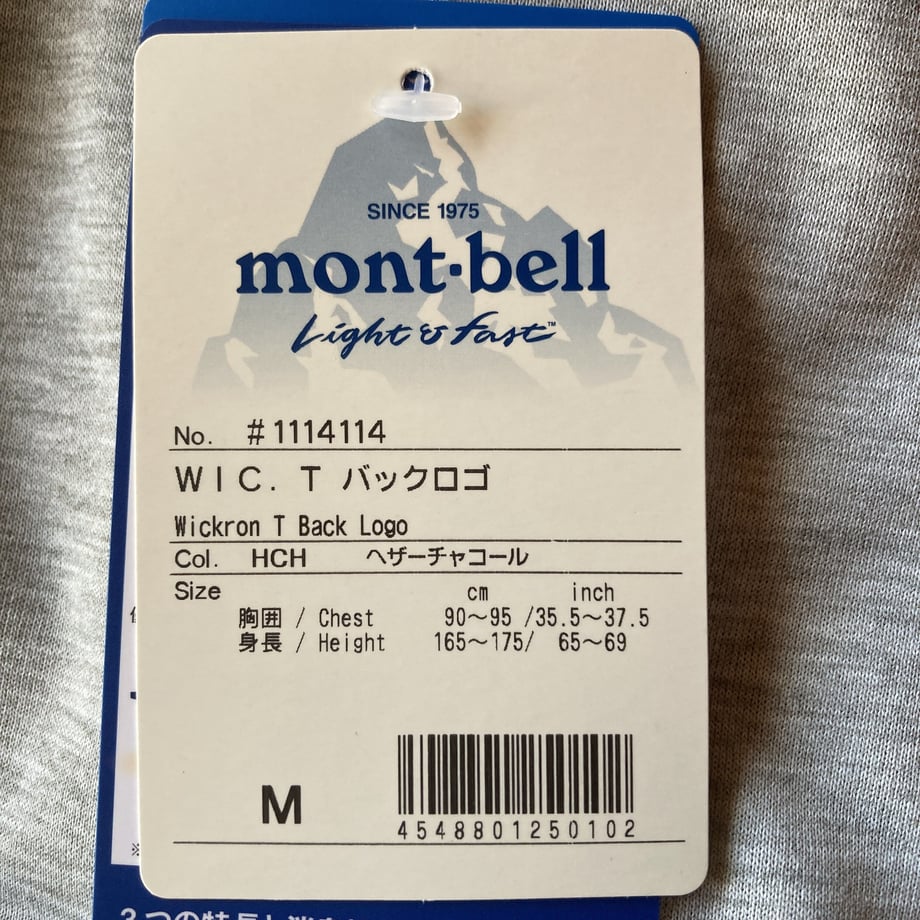 SINCE 1975
mont·bell
Light & Fast™
No. #1114114
WIC. T バックロゴ
Wickron T Back Logo
Col. HCH ヘザーチャコール
Size cm inch
胸囲 / Chest 90～95 /35.5～37.5
身長 / Height 165～175/ 65～69
M
4548801250102